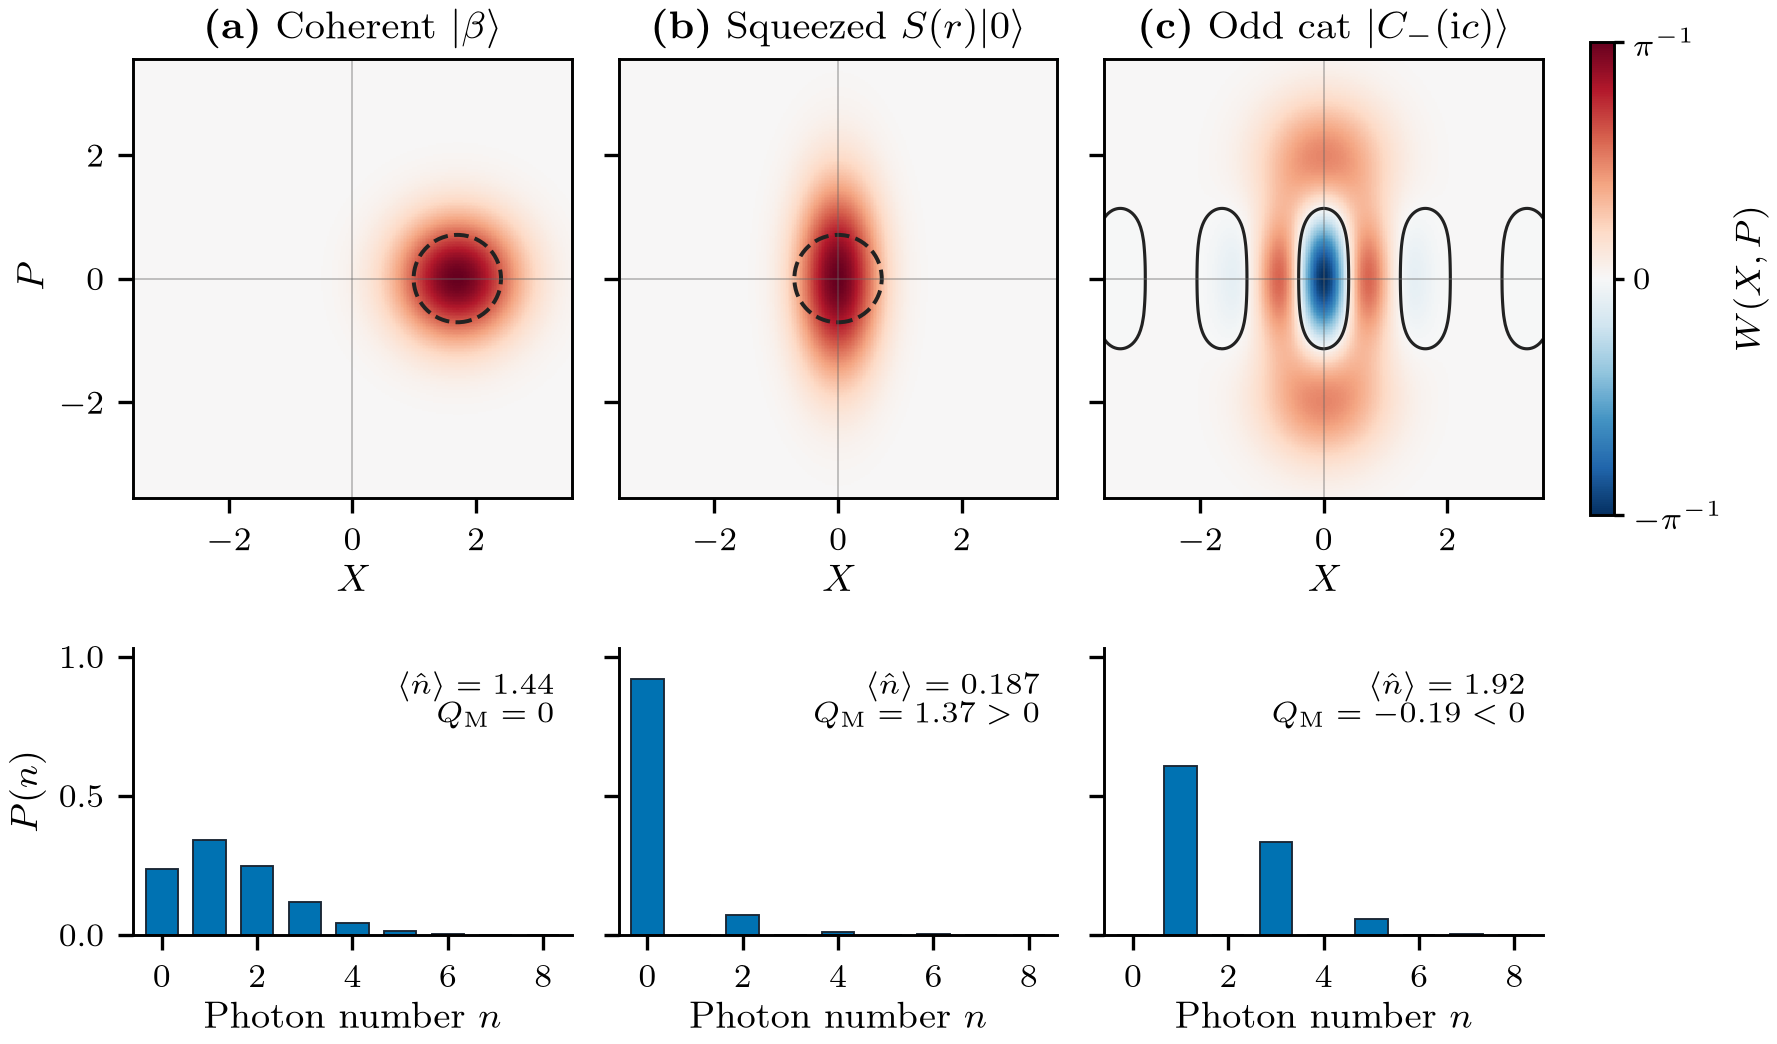 (a) Coherent |β⟩
(b) Squeezed S(r)|0⟩
(c) Odd cat |C₋(ic)⟩
π⁻¹
0
−π⁻¹
W(X, P)
P
2
0
−2
−2 0 2
X
−2 0 2
X
−2 0 2
X
P(n)
1.0
0.5
0.0
⟨n̂⟩ = 1.44
Q_M = 0
⟨n̂⟩ = 0.187
Q_M = 1.37 > 0
⟨n̂⟩ = 1.92
Q_M = −0.19 < 0
0 2 4 6 8
Photon number n
0 2 4 6 8
Photon number n
0 2 4 6 8
Photon number n